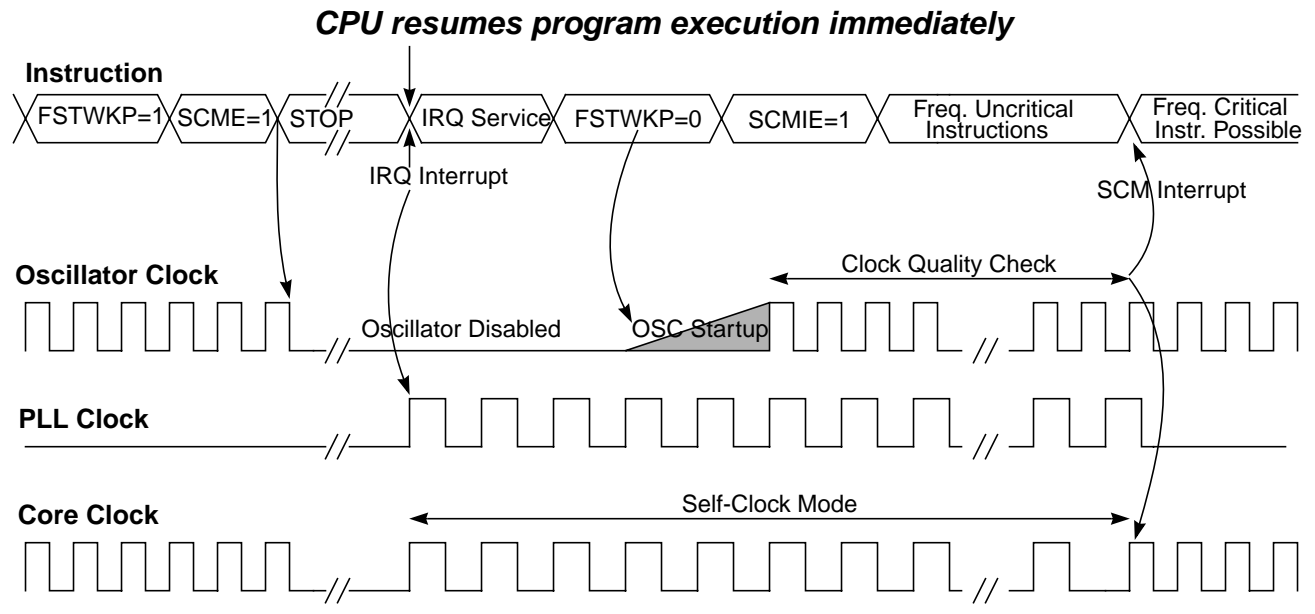 CPU resumes program execution immediately
Instruction
FSTWKP=1
SCME=1
STOP
IRQ Service
FSTWKP=0
SCMIE=1
Freq. Uncritical
Instructions
Freq. Critical
Instr. Possible
IRQ Interrupt
SCM Interrupt
Clock Quality Check
Oscillator Clock
Oscillator Disabled
OSC Startup
PLL Clock
Self-Clock Mode
Core Clock